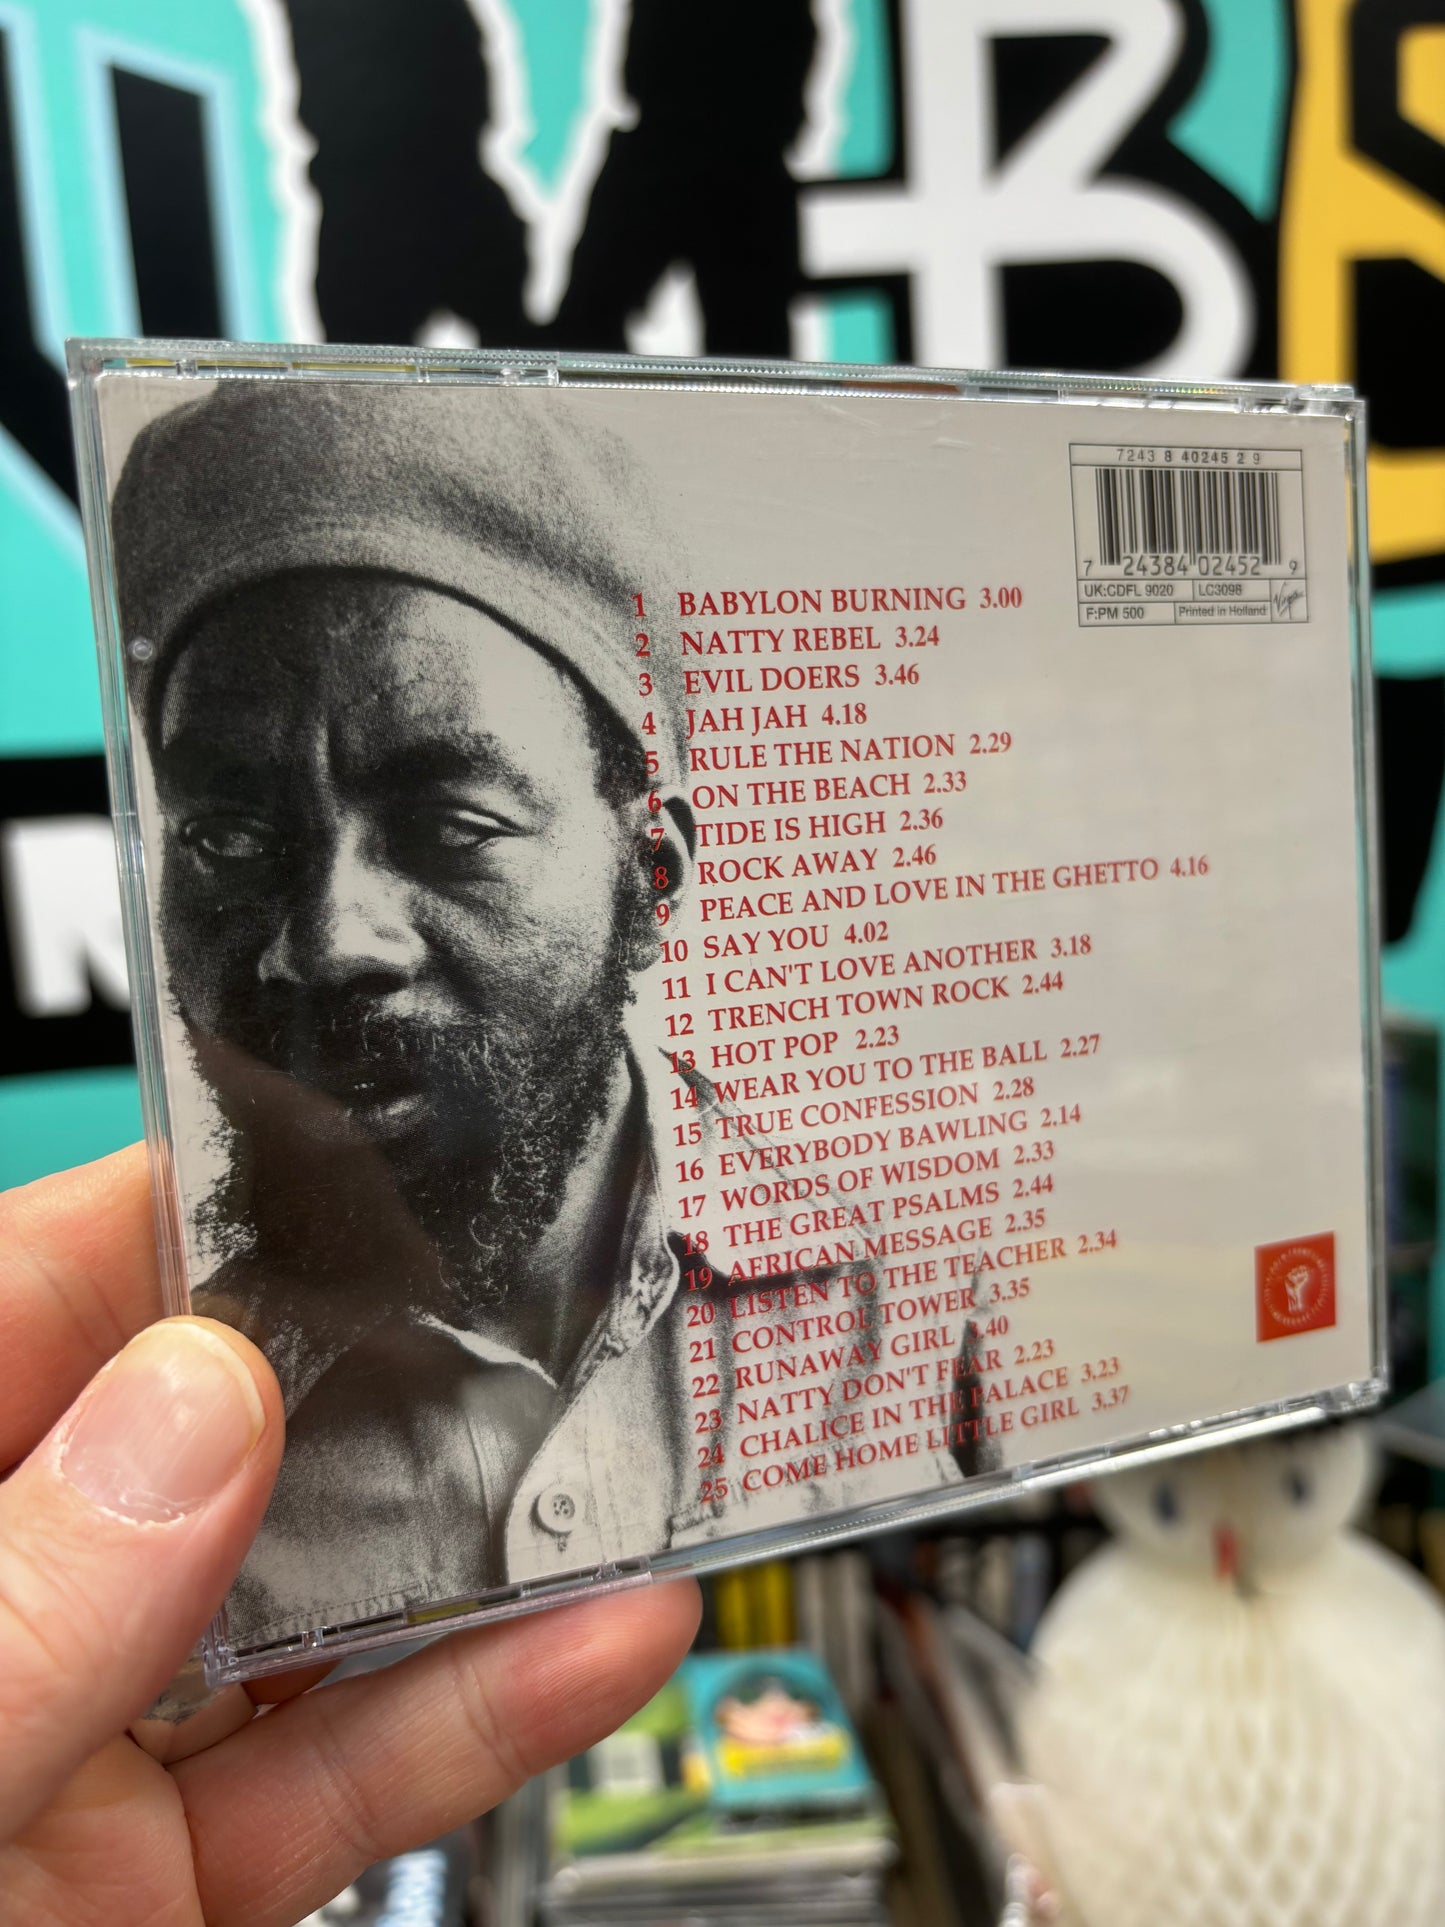 7243 8 40245 2 9
7 24384 02452 9
UK:CDFL 9020 LC3098
F:PM 500 Printed in Holland Virgin
1 BABYLON BURNING 3.00
2 NATTY REBEL 3.24
3 EVIL DOERS 3.46
4 JAH JAH 4.18
5 RULE THE NATION 2.29
6 ON THE BEACH 2.33
7 TIDE IS HIGH 2.36
8 ROCK AWAY 2.46
9 PEACE AND LOVE IN THE GHETTO 4.16
10 SAY YOU 4.02
11 I CAN'T LOVE ANOTHER 3.18
12 TRENCH TOWN ROCK 2.44
13 HOT POP 2.23
14 WEAR YOU TO THE BALL 2.27
15 TRUE CONFESSION 2.28
16 EVERYBODY BAWLING 2.14
17 WORDS OF WISDOM 2.33
18 THE GREAT PSALMS 2.44
19 AFRICAN MESSAGE 2.35
20 LISTEN TO THE TEACHER 2.34
21 CONTROL TOWER 3.35
22 RUNAWAY GIRL 3.40
23 NATTY DON'T FEAR 2.23
24 CHALICE IN THE PALACE 3.23
25 COME HOME LITTLE GIRL 3.37